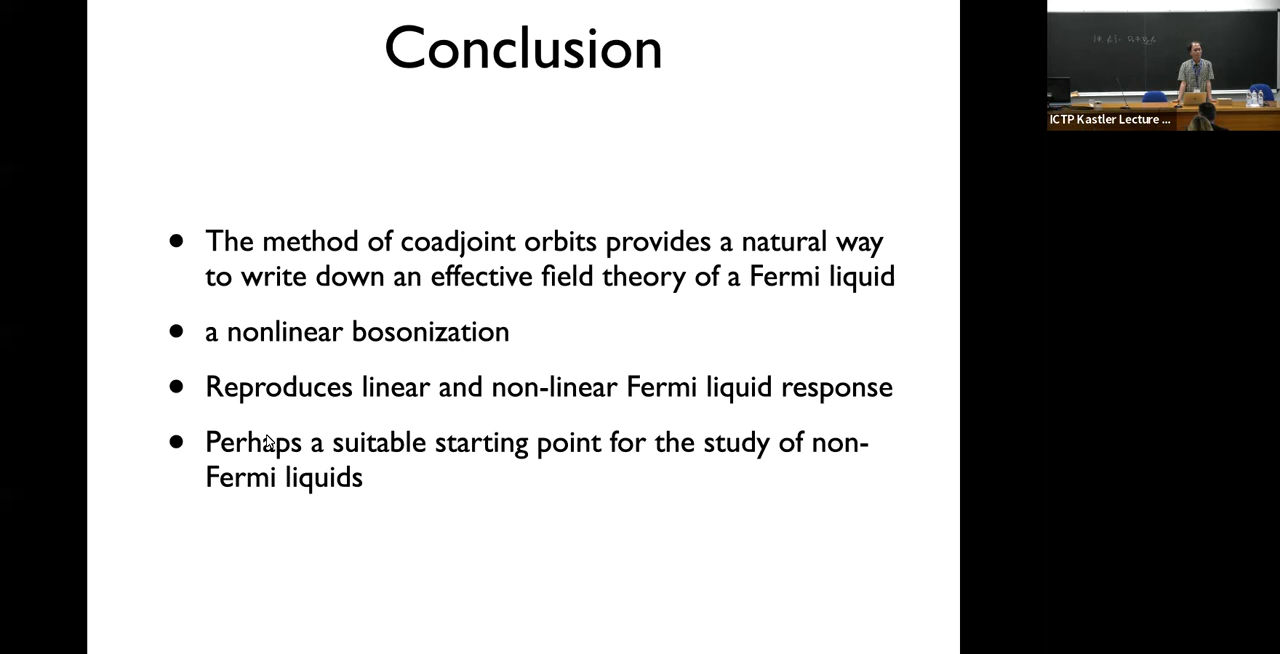 Conclusion
• The method of coadjoint orbits provides a natural way
to write down an effective field theory of a Fermi liquid
• a nonlinear bosonization
• Reproduces linear and non-linear Fermi liquid response
• Perhaps a suitable starting point for the study of non-
Fermi liquids
ICTP Kastler Lecture ...